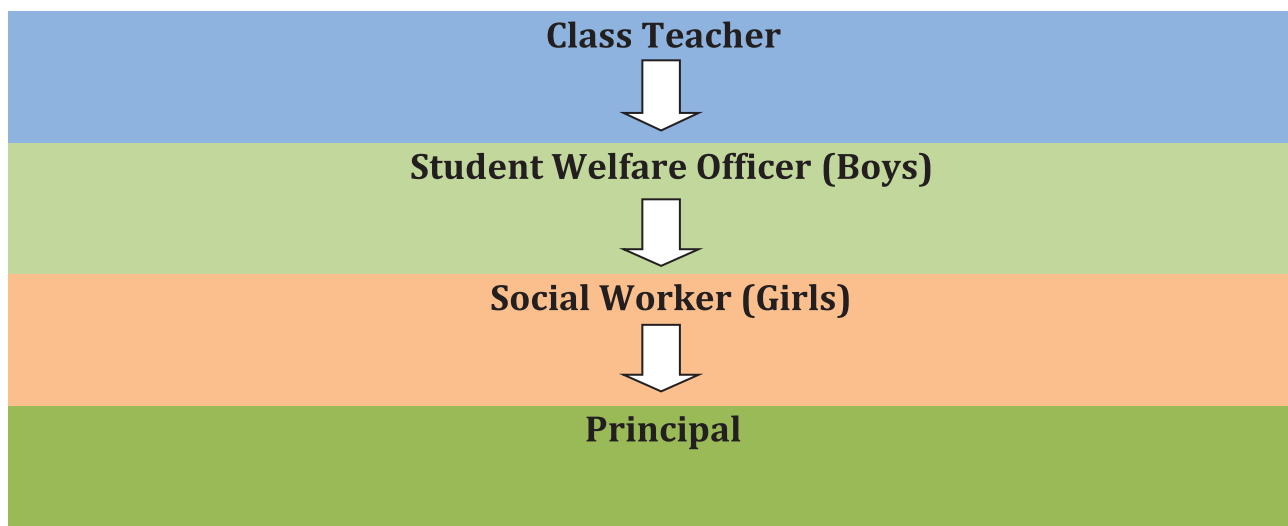 Class Teacher
Student Welfare Officer (Boys)
Social Worker (Girls)
Principal